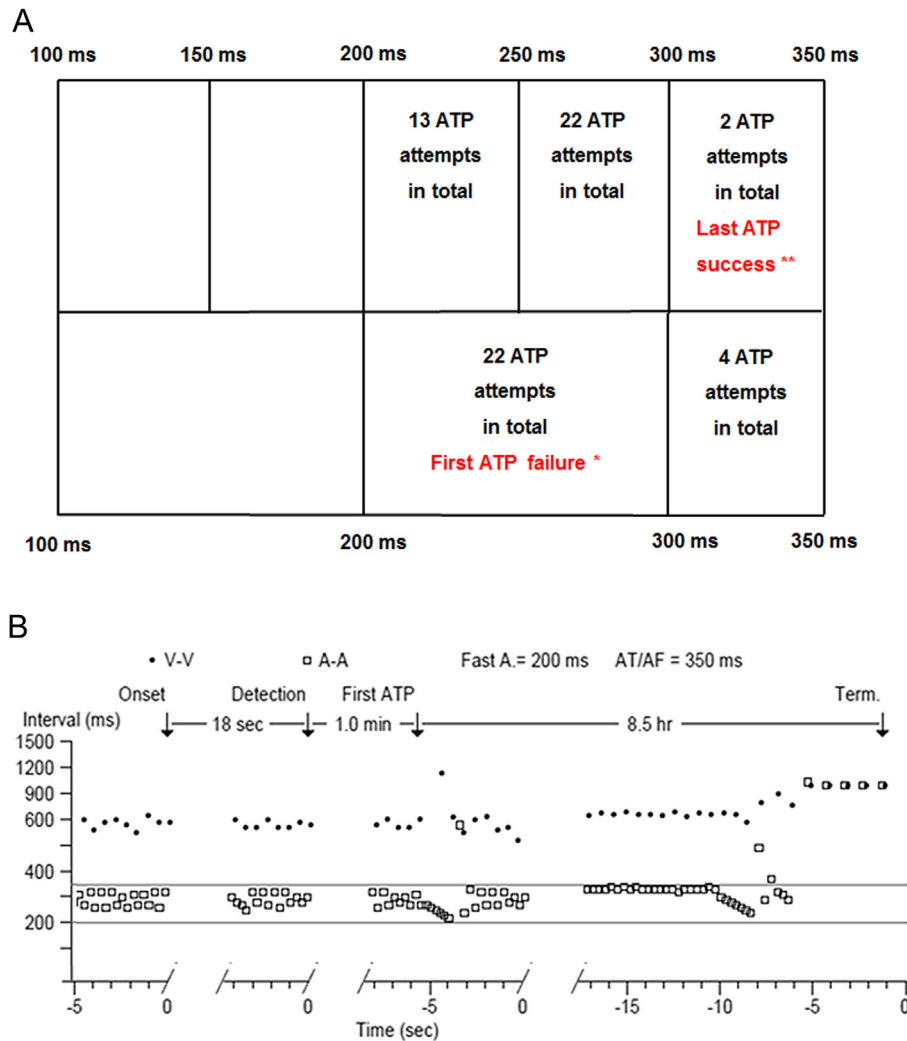 A
100 ms 150 ms 200 ms 250 ms 300 ms 350 ms
13 ATP
attempts
in total
22 ATP
attempts
in total
2 ATP
attempts
in total
Last ATP
success **
22 ATP
attempts
in total
First ATP failure *
4 ATP
attempts
in total
100 ms 200 ms 300 ms 350 ms
B
V-V A-A Fast A.= 200 ms AT/AF = 350 ms
Onset Detection First ATP Term.
Interval (ms) 18 sec 1.0 min 8.5 hr
1500
1200
900
600
400
200
-5 0 0 -5 0 -15 -10 -5 0
Time (sec)